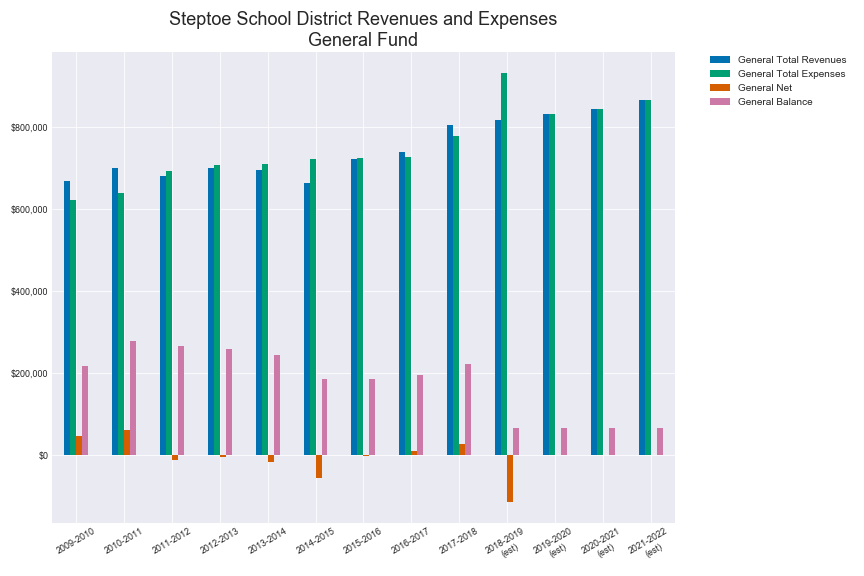 Steptoe School District Revenues and Expenses
General Fund
General Total Revenues
General Total Expenses
General Net
General Balance
$800,000
$600,000
$400,000
$200,000
$0
2009-2010
2010-2011
2011-2012
2012-2013
2013-2014
2014-2015
2015-2016
2016-2017
2017-2018
2018-2019
(est)
2019-2020
(est)
2020-2021
(est)
2021-2022
(est)